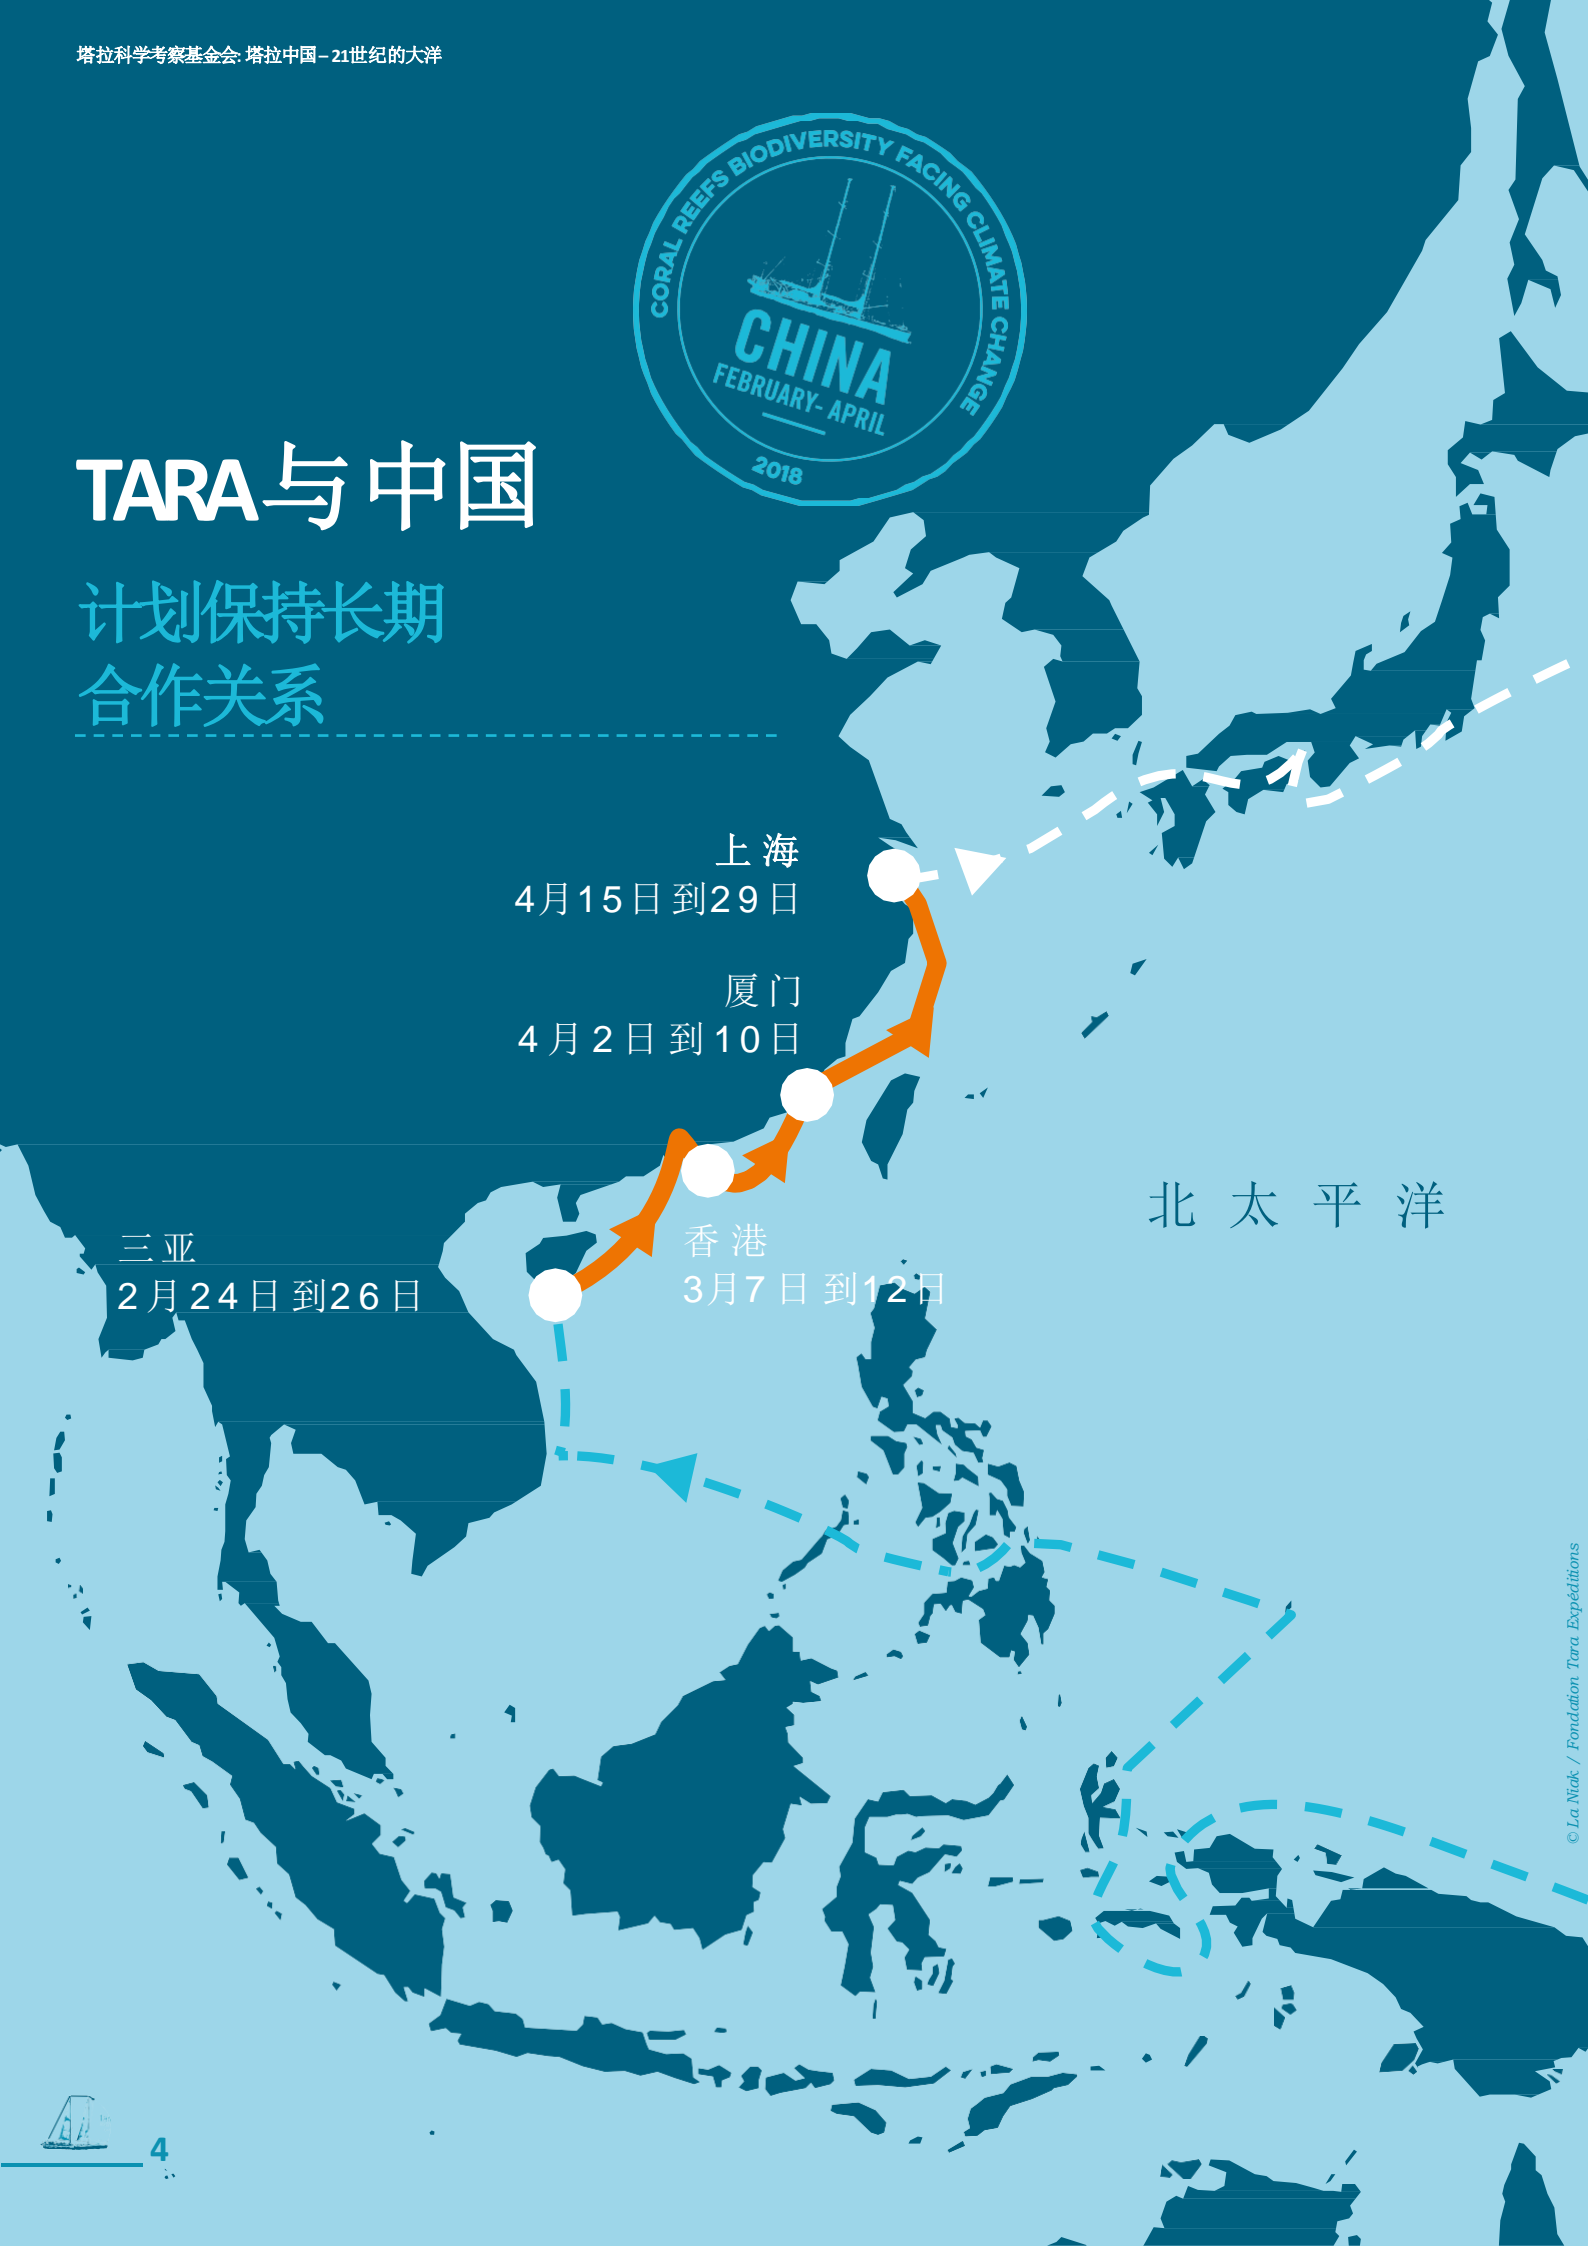 塔拉科学考察基金会: 塔拉中国 – 21世纪的大洋
CORAL REEFS BIODIVERSITY FACING CLIMATE CHANGE
CHINA
FEBRUARY- APRIL
2018
TARA与中国
计划保持长期
合作关系
上海
4月15日到29日
厦门
4月2日到10日
北太平洋
三亚
2月24日到26日
香港
3月7日到12日
© La Niak / Fondation Tara Expéditions
4